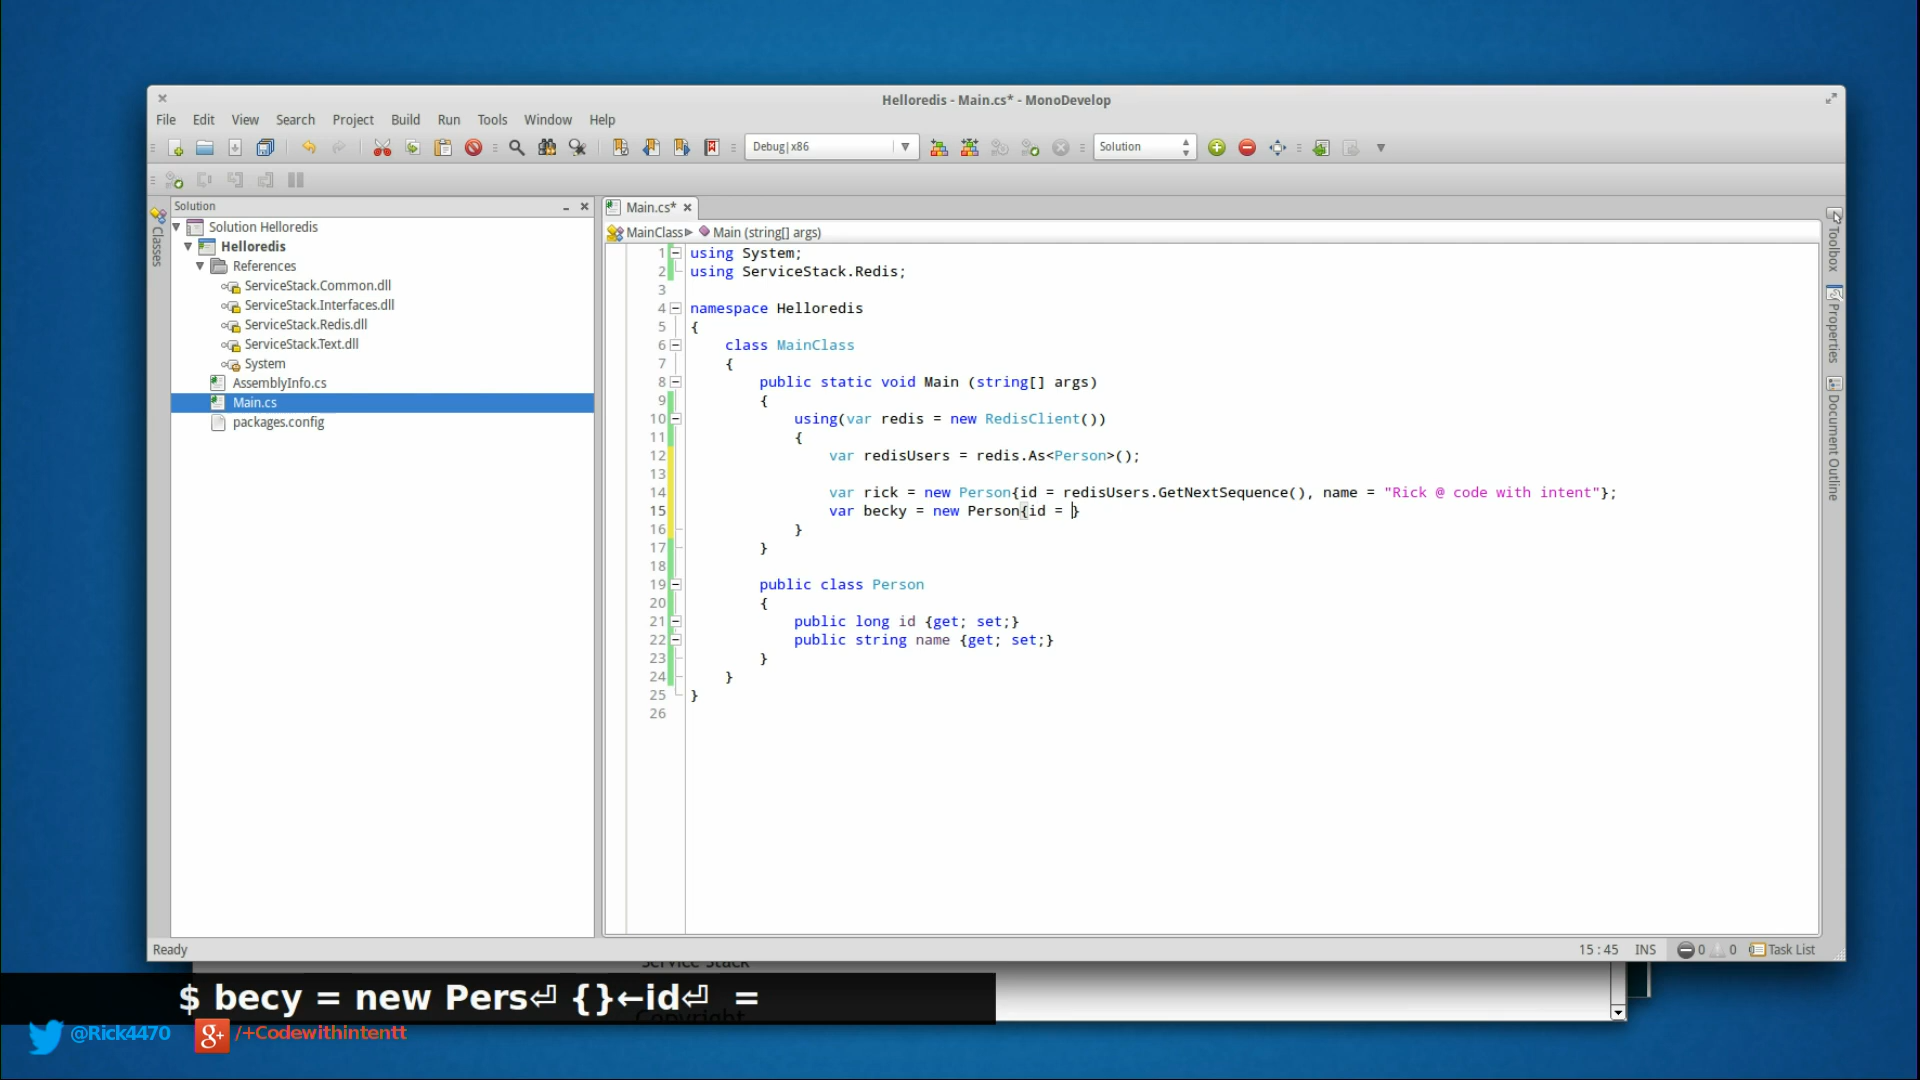 Helloredis - Main.cs* - MonoDevelop
File Edit View Search Project Build Run Tools Window Help
Debug|x86 Solution
Solution
Classes
Solution Helloredis
Helloredis
References
ServiceStack.Common.dll
ServiceStack.Interfaces.dll
ServiceStack.Redis.dll
ServiceStack.Text.dll
System
AssemblyInfo.cs
Main.cs
packages.config
Main.cs*
MainClass Main (string[] args)
1 using System;
2 using ServiceStack.Redis;
3
4 namespace Helloredis
5 {
6 class MainClass
7 {
8 public static void Main (string[] args)
9 {
10 using(var redis = new RedisClient())
11 {
12 var redisUsers = redis.As<Person>();
13
14 var rick = new Person{id = redisUsers.GetNextSequence(), name = "Rick @ code with intent"};
15 var becky = new Person{id = }
16 }
17 }
18
19 public class Person
20 {
21 public long id {get; set;}
22 public string name {get; set;}
23 }
24 }
25 }
26
Toolbox
Properties
Document Outline
Ready 15 : 45 INS 0 0 Task List
Service Stack
$ becy = new Pers⏎ {}←id⏎ =
Copyright
@Rick4470 /+Codewithintentt